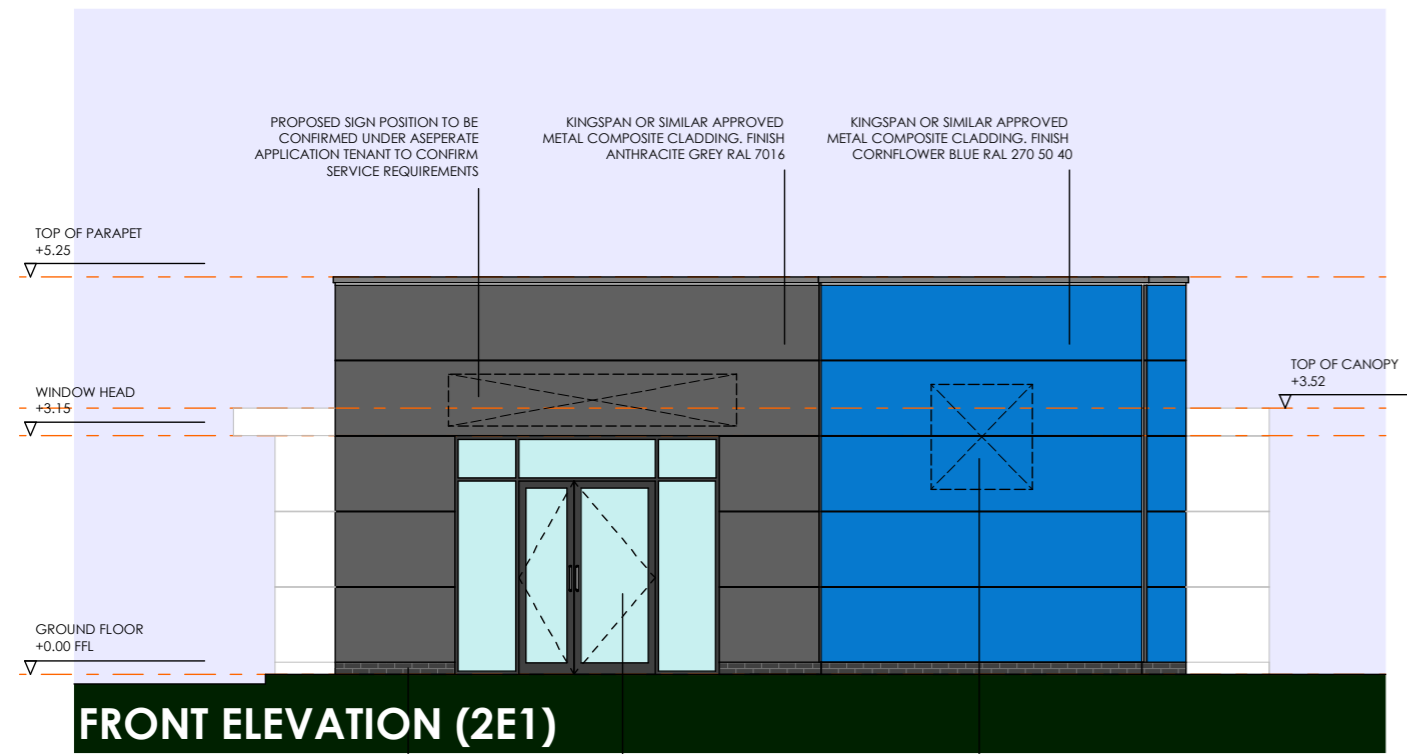 PROPOSED SIGN POSITION TO BE
CONFIRMED UNDER ASEPERATE
APPLICATION TENANT TO CONFIRM
SERVICE REQUIREMENTS
KINGSPAN OR SIMILAR APPROVED
METAL COMPOSITE CLADDING. FINISH
ANTHRACITE GREY RAL 7016
KINGSPAN OR SIMILAR APPROVED
METAL COMPOSITE CLADDING. FINISH
CORNFLOWER BLUE RAL 270 50 40
TOP OF PARAPET
+5.25
TOP OF CANOPY
+3.52
WINDOW HEAD
+3.15
GROUND FLOOR
+0.00 FFL
FRONT ELEVATION (2E1)